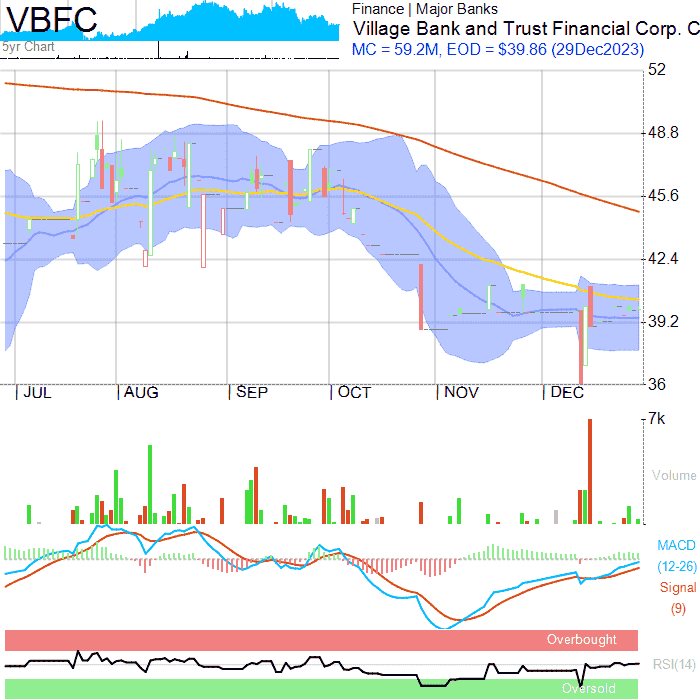 VBFC
Finance | Major Banks
Village Bank and Trust Financial Corp. C
5yr Chart
MC = 59.2M, EOD = $39.86 (29Dec2023)
52
48.8
45.6
42.4
39.2
36
JUL AUG SEP OCT NOV DEC
7k
Volume
MACD
(12-26)
Signal
(9)
Overbought
RSI(14)
Oversold